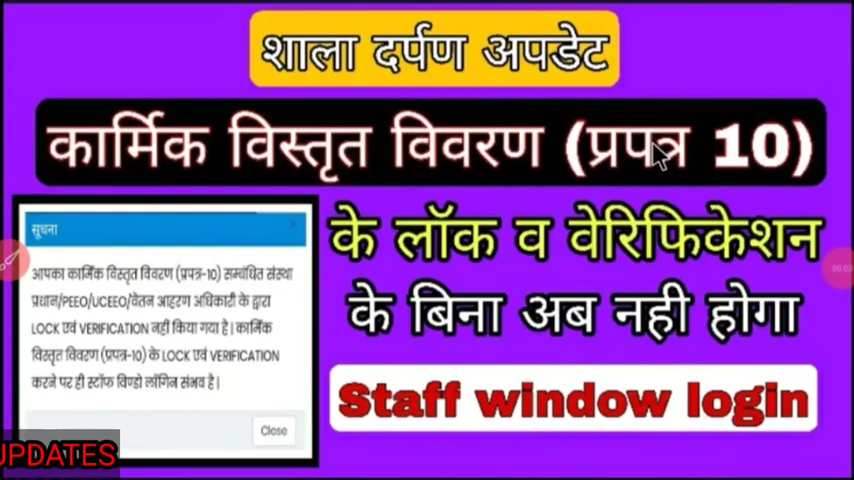 शाला दर्पण अपडेट
कार्मिक विस्तृत विवरण (प्रपत्र 10)
के लॉक व वेरिफिकेशन
के बिना अब नही होगा
Staff window login
सूचना
आपका कार्मिक विस्तृत विवरण (प्रपत्र-10) सम्बंधित संस्था
प्रधान/PEEO/UCEEO/वेतन आहरण अधिकारी के द्वारा
LOCK एवं VERIFICATION नहीं किया गया है | कार्मिक
विस्तृत विवरण (प्रपत्र-10) के LOCK एवं VERIFICATION
करने पर ही स्टॉफ विण्डो लॉगिन संभव है |
Close
UPDATES